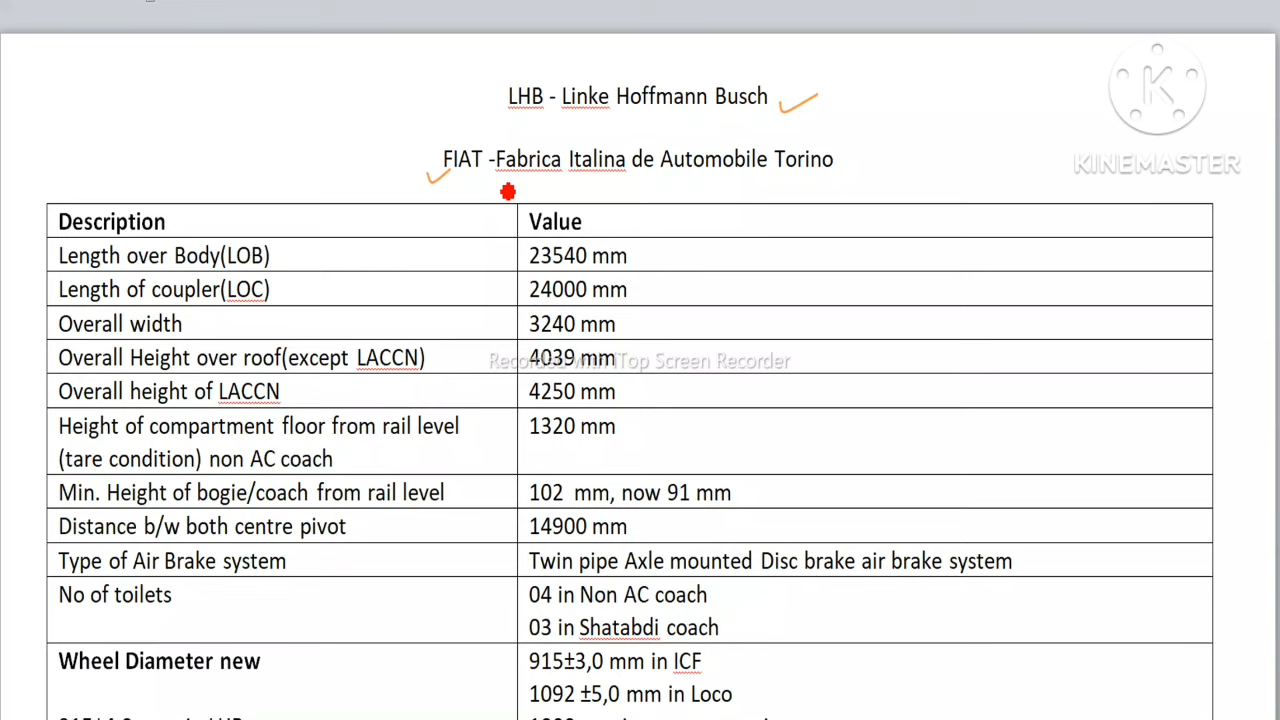 LHB - Linke Hoffmann Busch
KINEMASTER
FIAT -Fabrica Italina de Automobile Torino
Description Value
Length over Body(LOB) 23540 mm
Length of coupler(LOC) 24000 mm
Overall width 3240 mm
Overall Height over roof(except LACCN) 4039 mm
Recorded with iTop Screen Recorder
Overall height of LACCN 4250 mm
Height of compartment floor from rail level 1320 mm
(tare condition) non AC coach
Min. Height of bogie/coach from rail level 102 mm, now 91 mm
Distance b/w both centre pivot 14900 mm
Type of Air Brake system Twin pipe Axle mounted Disc brake air brake system
No of toilets 04 in Non AC coach
03 in Shatabdi coach
Wheel Diameter new 915±3,0 mm in ICF
1092 ±5,0 mm in Loco